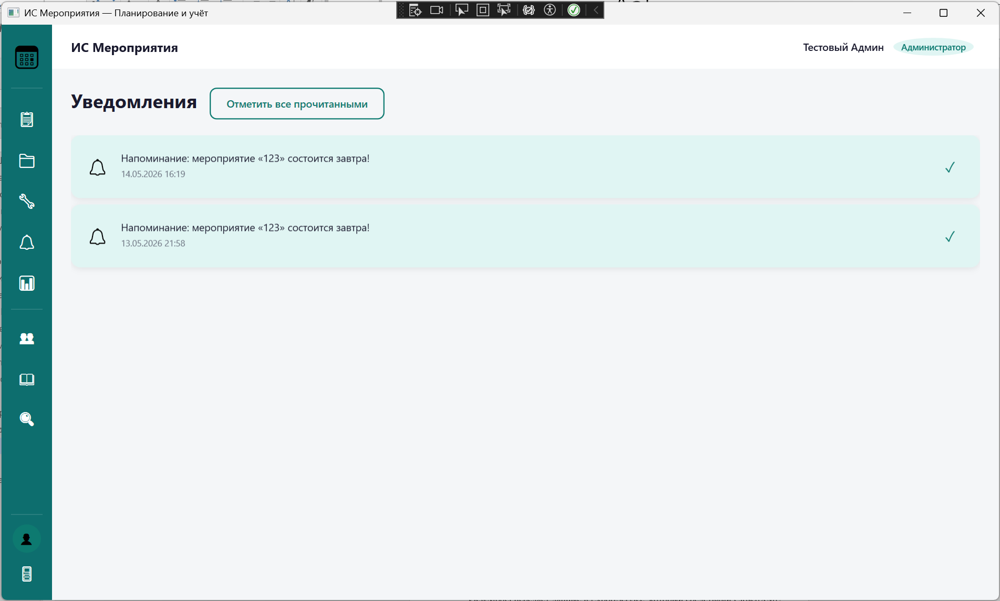 ИС Мероприятия — Планирование и учёт
ИС Мероприятия
Тестовый Админ
Администратор
Уведомления
Отметить все прочитанными
Напоминание: мероприятие «123» состоится завтра!
14.05.2026 16:19
Напоминание: мероприятие «123» состоится завтра!
13.05.2026 21:58